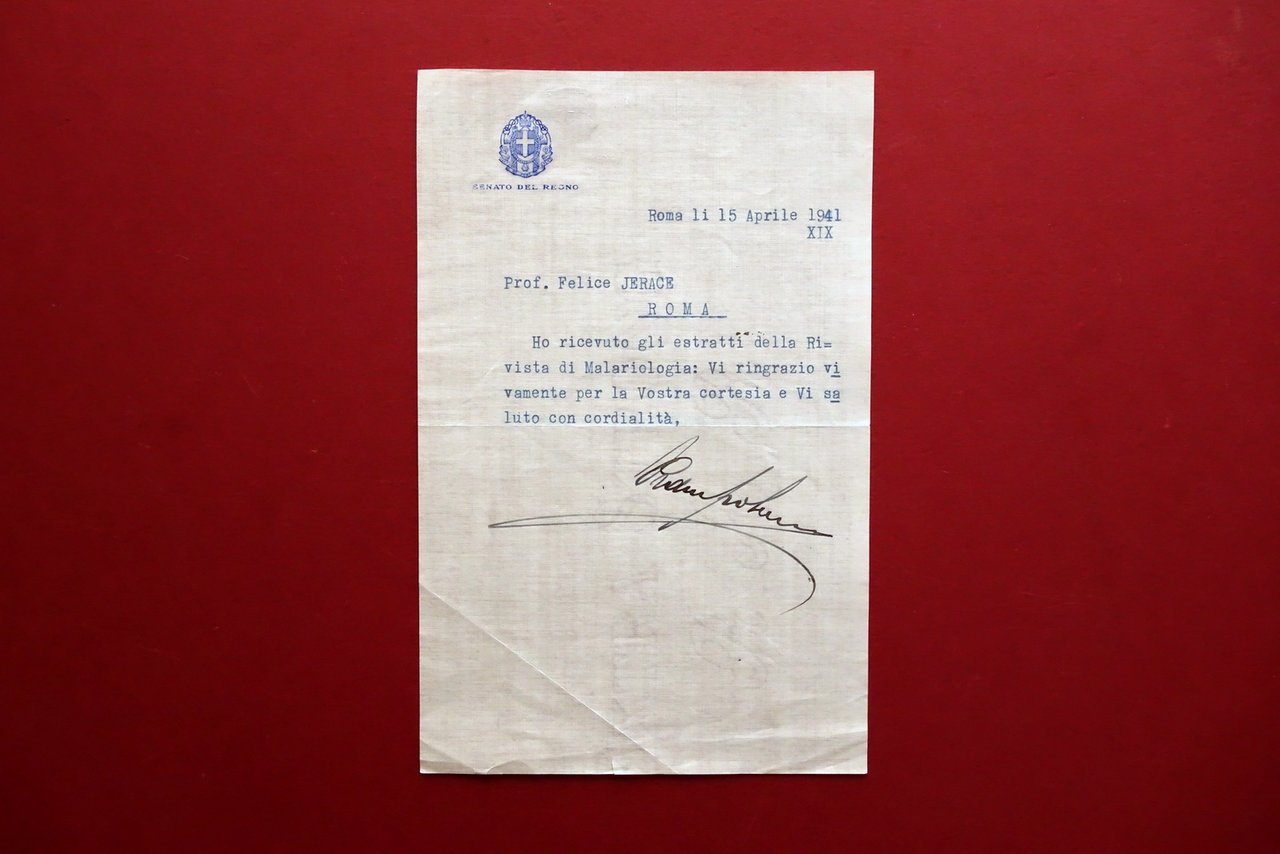 SENATO DEL REGNO
Roma li 15 Aprile 1941
XIX
Prof. Felice JERACE
R O M A
Ho ricevuto gli estratti della Ri=
vista di Malariologia: Vi ringrazio vi
vamente per la Vostra cortesia e Vi sa
luto con cordialità,